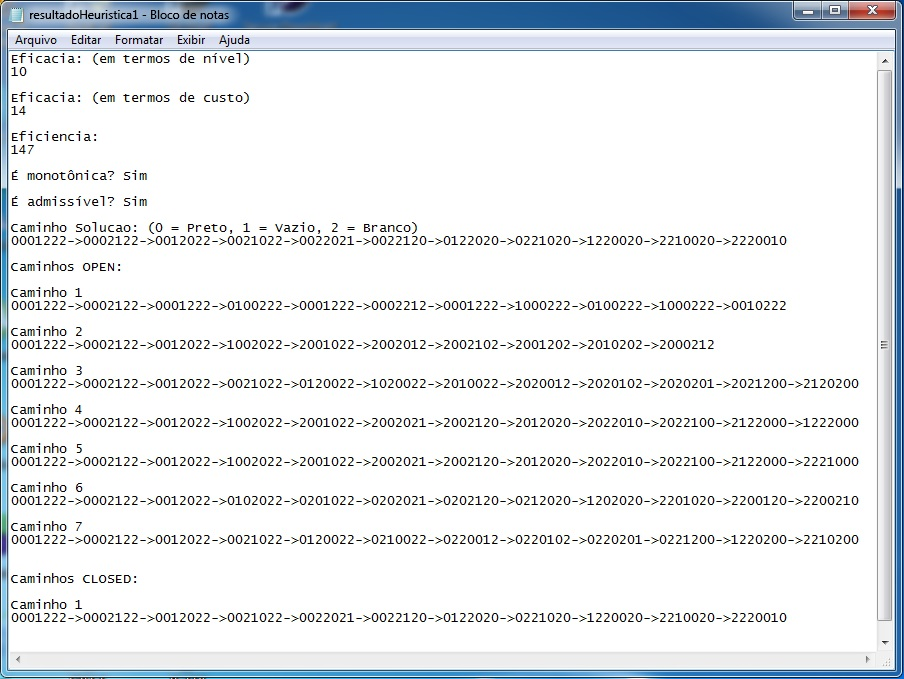 resultadoHeuristica1 - Bloco de notas
Arquivo Editar Formatar Exibir Ajuda
Eficacia: (em termos de nível)
10
Eficacia: (em termos de custo)
14
Eficiencia:
147
É monotônica? Sim
É admissível? Sim
Caminho Solucao: (0 = Preto, 1 = Vazio, 2 = Branco)
0001222->0002122->0012022->0021022->0022021->0022120->0122020->0221020->1220020->2210020->2220010
Caminhos OPEN:
Caminho 1
0001222->0002122->0001222->0100222->0001222->0002212->0001222->1000222->0100222->1000222->0010222
Caminho 2
0001222->0002122->0012022->1002022->2001022->2002012->2002102->2001202->2010202->2000212
Caminho 3
0001222->0002122->0012022->0021022->0120022->1020022->2010022->2020012->2020102->2020201->2021200->2120200
Caminho 4
0001222->0002122->0012022->1002022->2001022->2002021->2002120->2012020->2022010->2022100->2122000->1222000
Caminho 5
0001222->0002122->0012022->1002022->2001022->2002021->2002120->2012020->2022010->2022100->2122000->2221000
Caminho 6
0001222->0002122->0012022->0102022->0201022->0202021->0202120->0212020->1202020->2201020->2200120->2200210
Caminho 7
0001222->0002122->0012022->0021022->0120022->0210022->0220012->0220102->0220201->0221200->1220200->2210200
Caminhos CLOSED:
Caminho 1
0001222->0002122->0012022->0021022->0022021->0022120->0122020->0221020->1220020->2210020->2220010